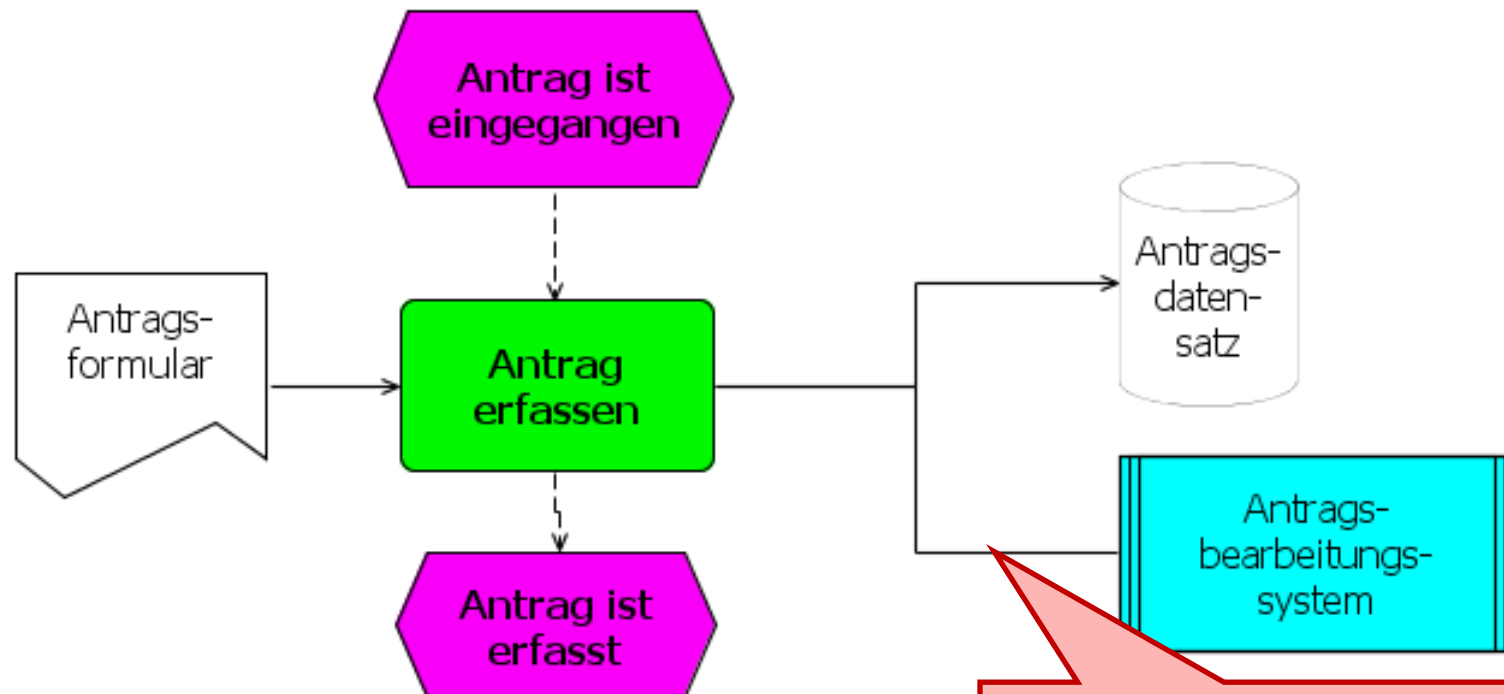 Antrag ist
eingegangen
Antrags-
formular
Antrag
erfassen
Antrags-
daten-
satz
Antrags-
bearbeitungs-
system
Antrag ist
erfasst